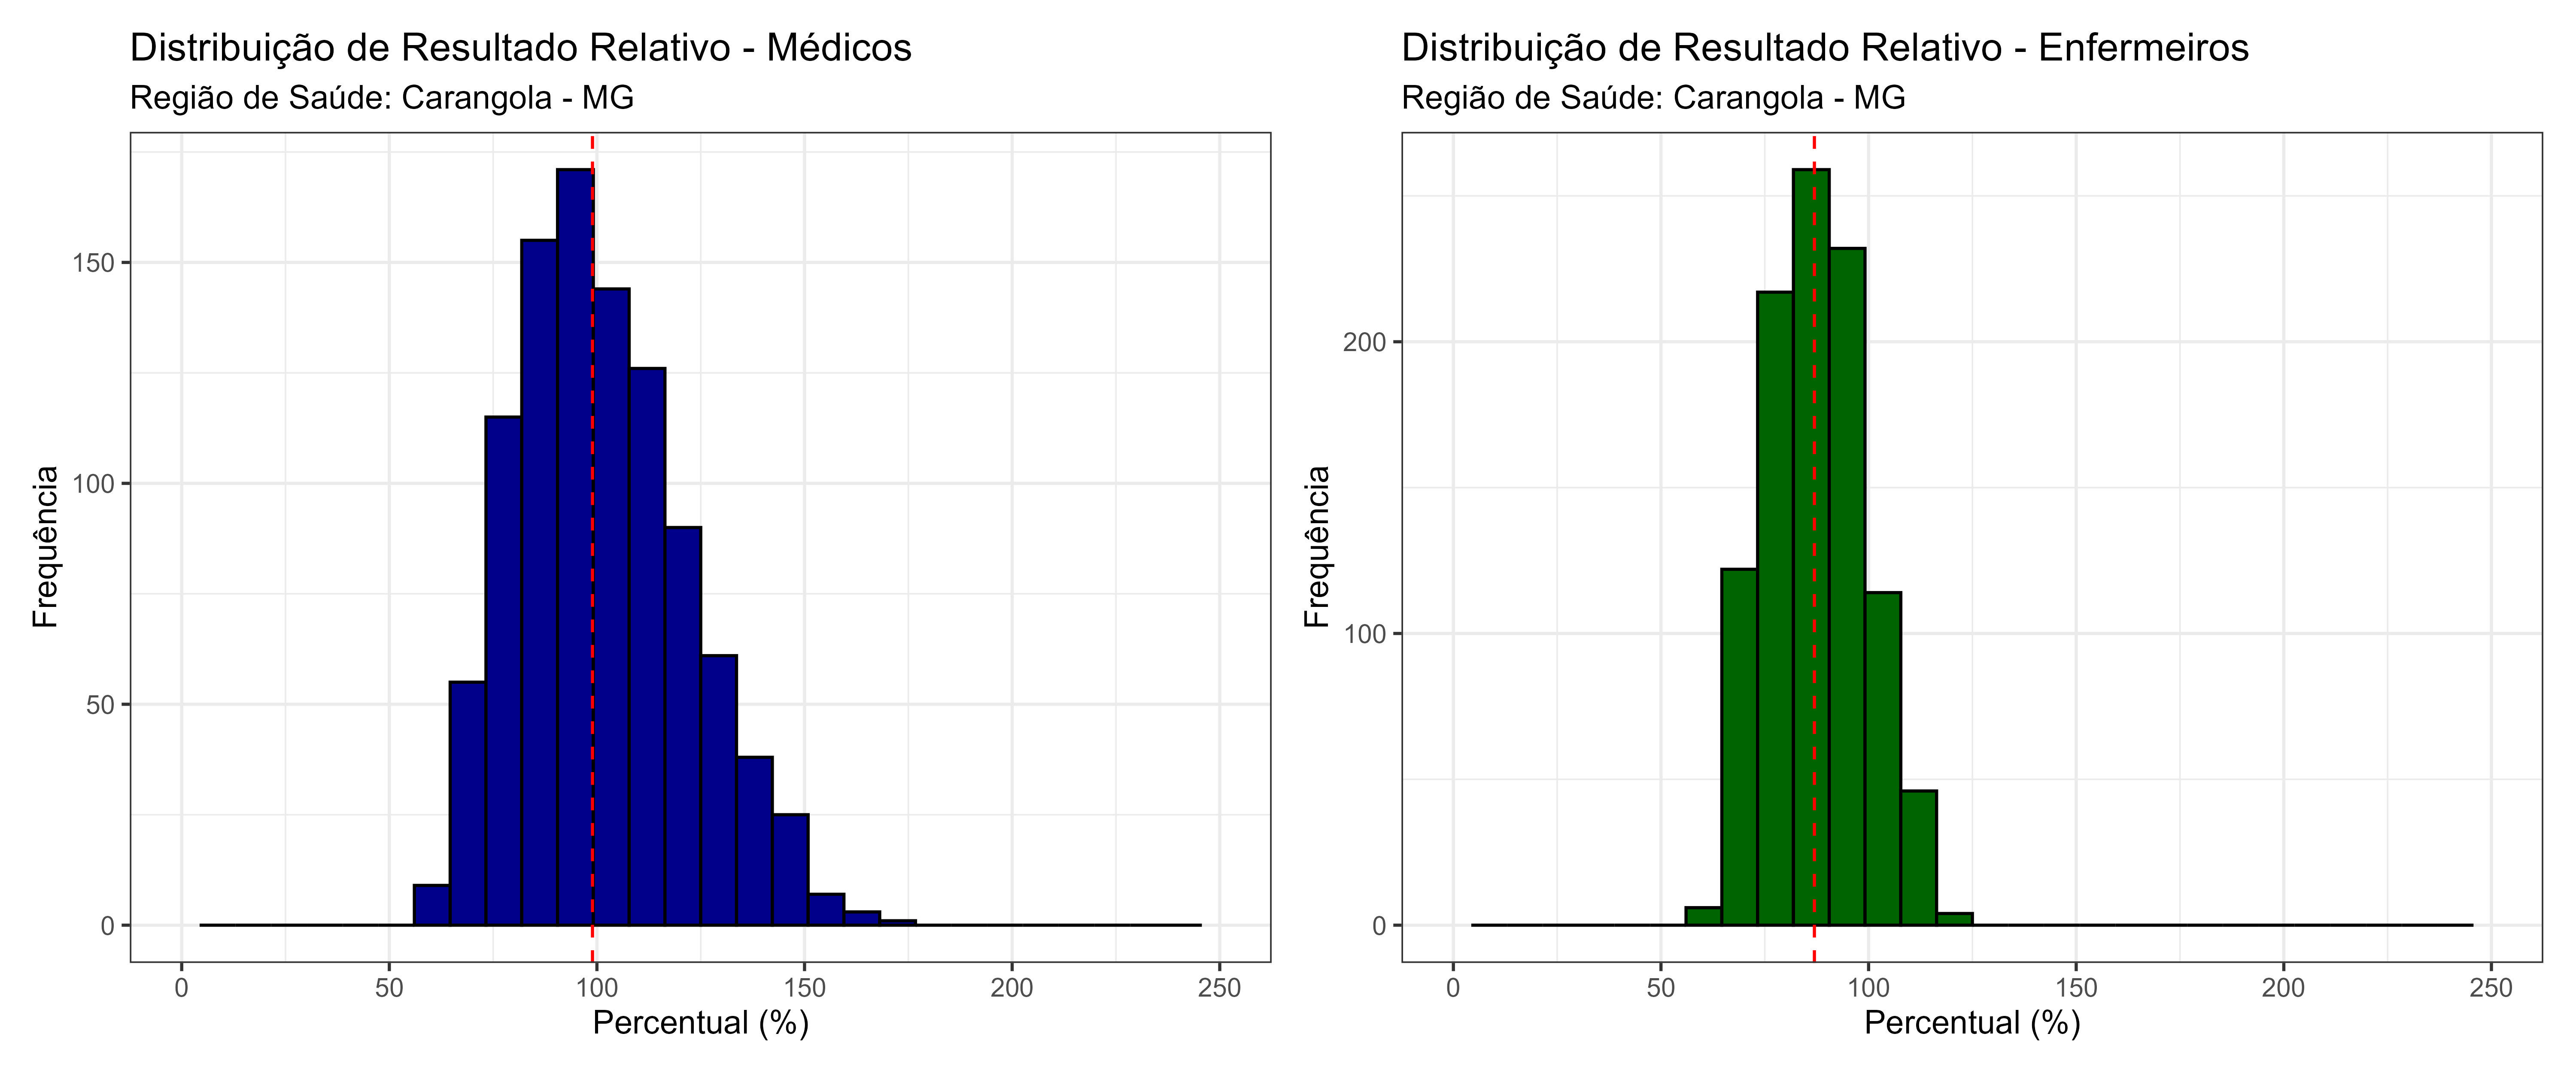 Distribuição de Resultado Relativo - Médicos
Região de Saúde: Carangola - MG
Frequência
150
100
50
0
0 50 100 150 200 250
Percentual (%)
Distribuição de Resultado Relativo - Enfermeiros
Região de Saúde: Carangola - MG
Frequência
200
100
0
0 50 100 150 200 250
Percentual (%)